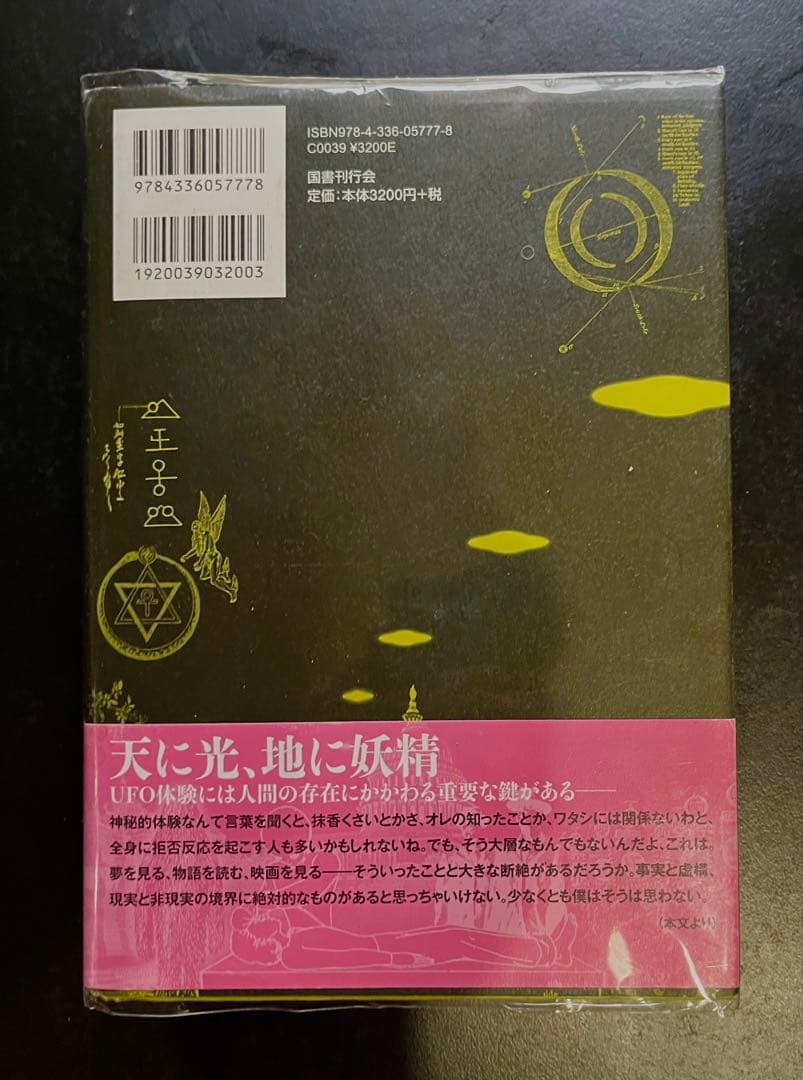 ISBN978-4-336-05777-8
C0039 ¥3200E
国書刊行会
定価：本体3200円+税
9784336057778
1920039032003
天に光、地に妖精
UFO体験には人間の存在にかかわる重要な鍵がある――
神秘的体験なんて言葉を聞くと、抹香くさいとかさ、オレの知ったことか、ワタシには関係ないわと、
全身に拒否反応を起こす人も多いかもしれないね。でも、そう大層なもんでもないんだよ、これは。
夢を見る、物語を読む、映画を見る――そういったことと大きな断絶があるだろうか。事実と虚構、
現実と非現実の境界に絶対的なものがあると思っちゃいけない。少なくとも僕はそうは思わない。
（本文より）